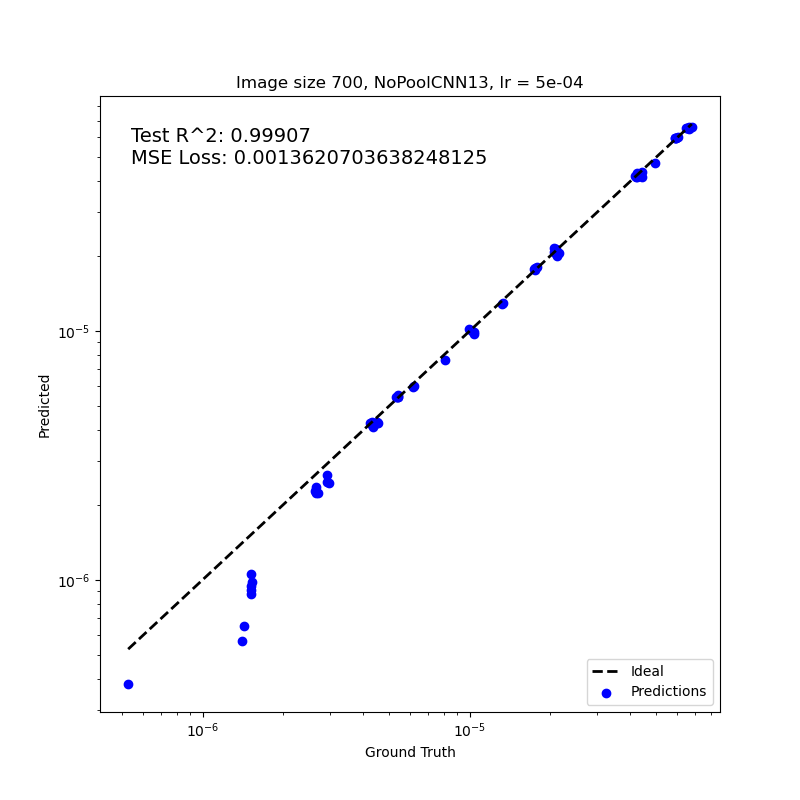 Image size 700, NoPoolCNN13, lr = 5e-04
Test R^2: 0.99907
MSE Loss: 0.0013620703638248125
10⁻⁵
10⁻⁶
Predicted
Ideal
Predictions
10⁻⁶
10⁻⁵
Ground Truth